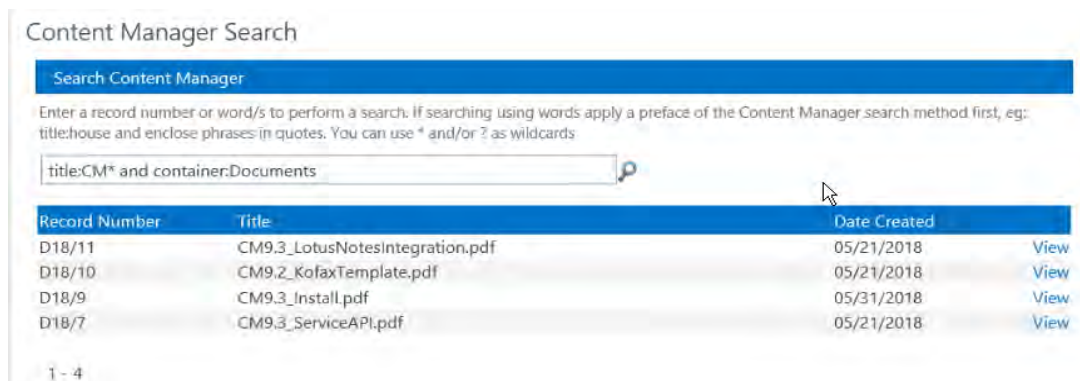 Content Manager Search
Search Content Manager
Enter a record number or word/s to perform a search. If searching using words apply a preface of the Content Manager search method first, eg:
title:house and enclose phrases in quotes. You can use * and/or ? as wildcards
title:CM* and container:Documents
Record Number Title Date Created
D18/11 CM9.3_LotusNotesIntegration.pdf 05/21/2018 View
D18/10 CM9.2_KofaxTemplate.pdf 05/21/2018 View
D18/9 CM9.3_Install.pdf 05/31/2018 View
D18/7 CM9.3_ServiceAPI.pdf 05/21/2018 View
1 - 4